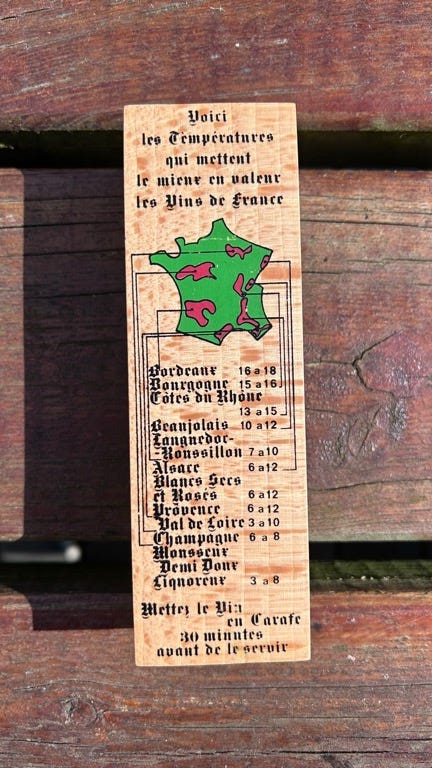 Voici
les Températures
qui mettent
le mieux en valeur
les Vins de France
Bordeaux 16 a 18
Bourgogne 15 a 16
Côtes du Rhône
13 a 15
Beaujolais 10 a 12
Languedoc-
-Roussillon 7 a 10
Alsace 6 a 12
Blancs Secs
et Rosés 6 a 12
Prôvence 6 a 12
Val de Loire 3 a 10
Champagne 6 a 8
Mousseux
Demi Doux
Liquoreux 3 a 8
Mettez le Vin
en Carafe
30 minutes
avant de le servir